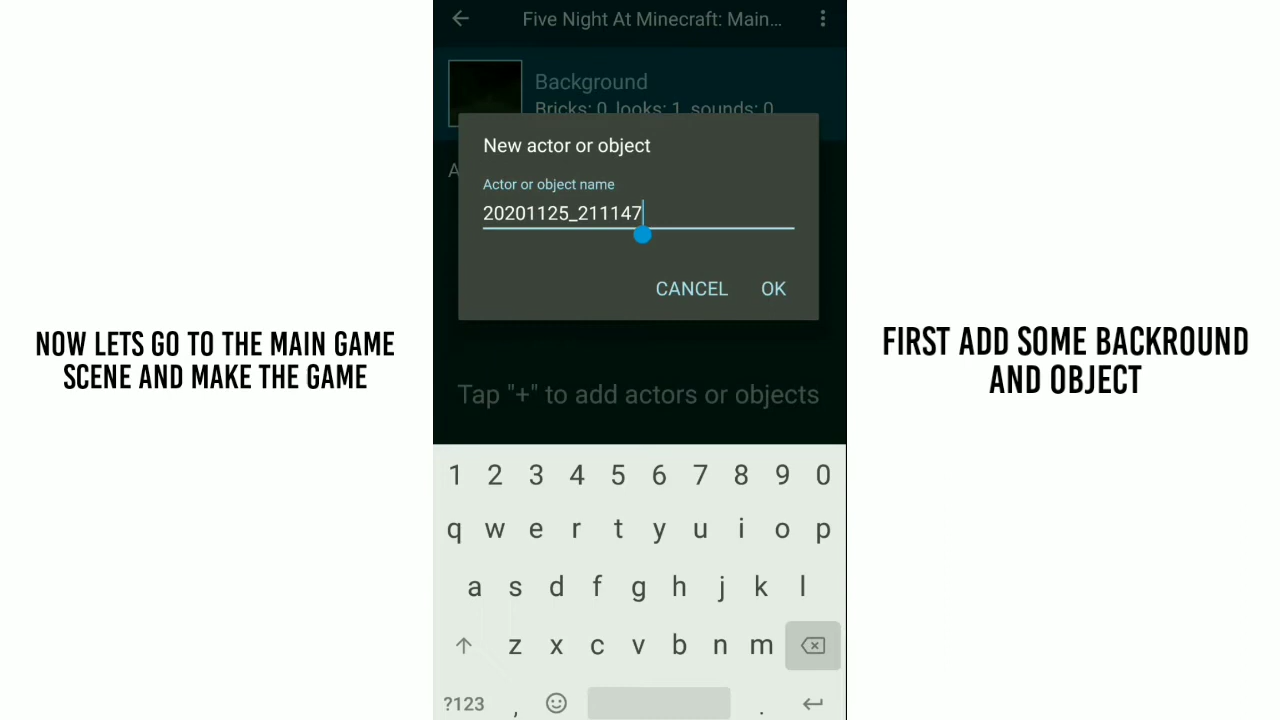 NOW LETS GO TO THE MAIN GAME
SCENE AND MAKE THE GAME
Five Night At Minecraft: Main...
Background
Bricks: 0, looks: 1, sounds: 0
A
New actor or object
Actor or object name
20201125_211147
CANCEL OK
Tap "+" to add actors or objects
1 2 3 4 5 6 7 8 9 0
q w e r t y u i o p
a s d f g h j k l
z x c v b n m
?123 , .
FIRST ADD SOME BACKROUND
AND OBJECT